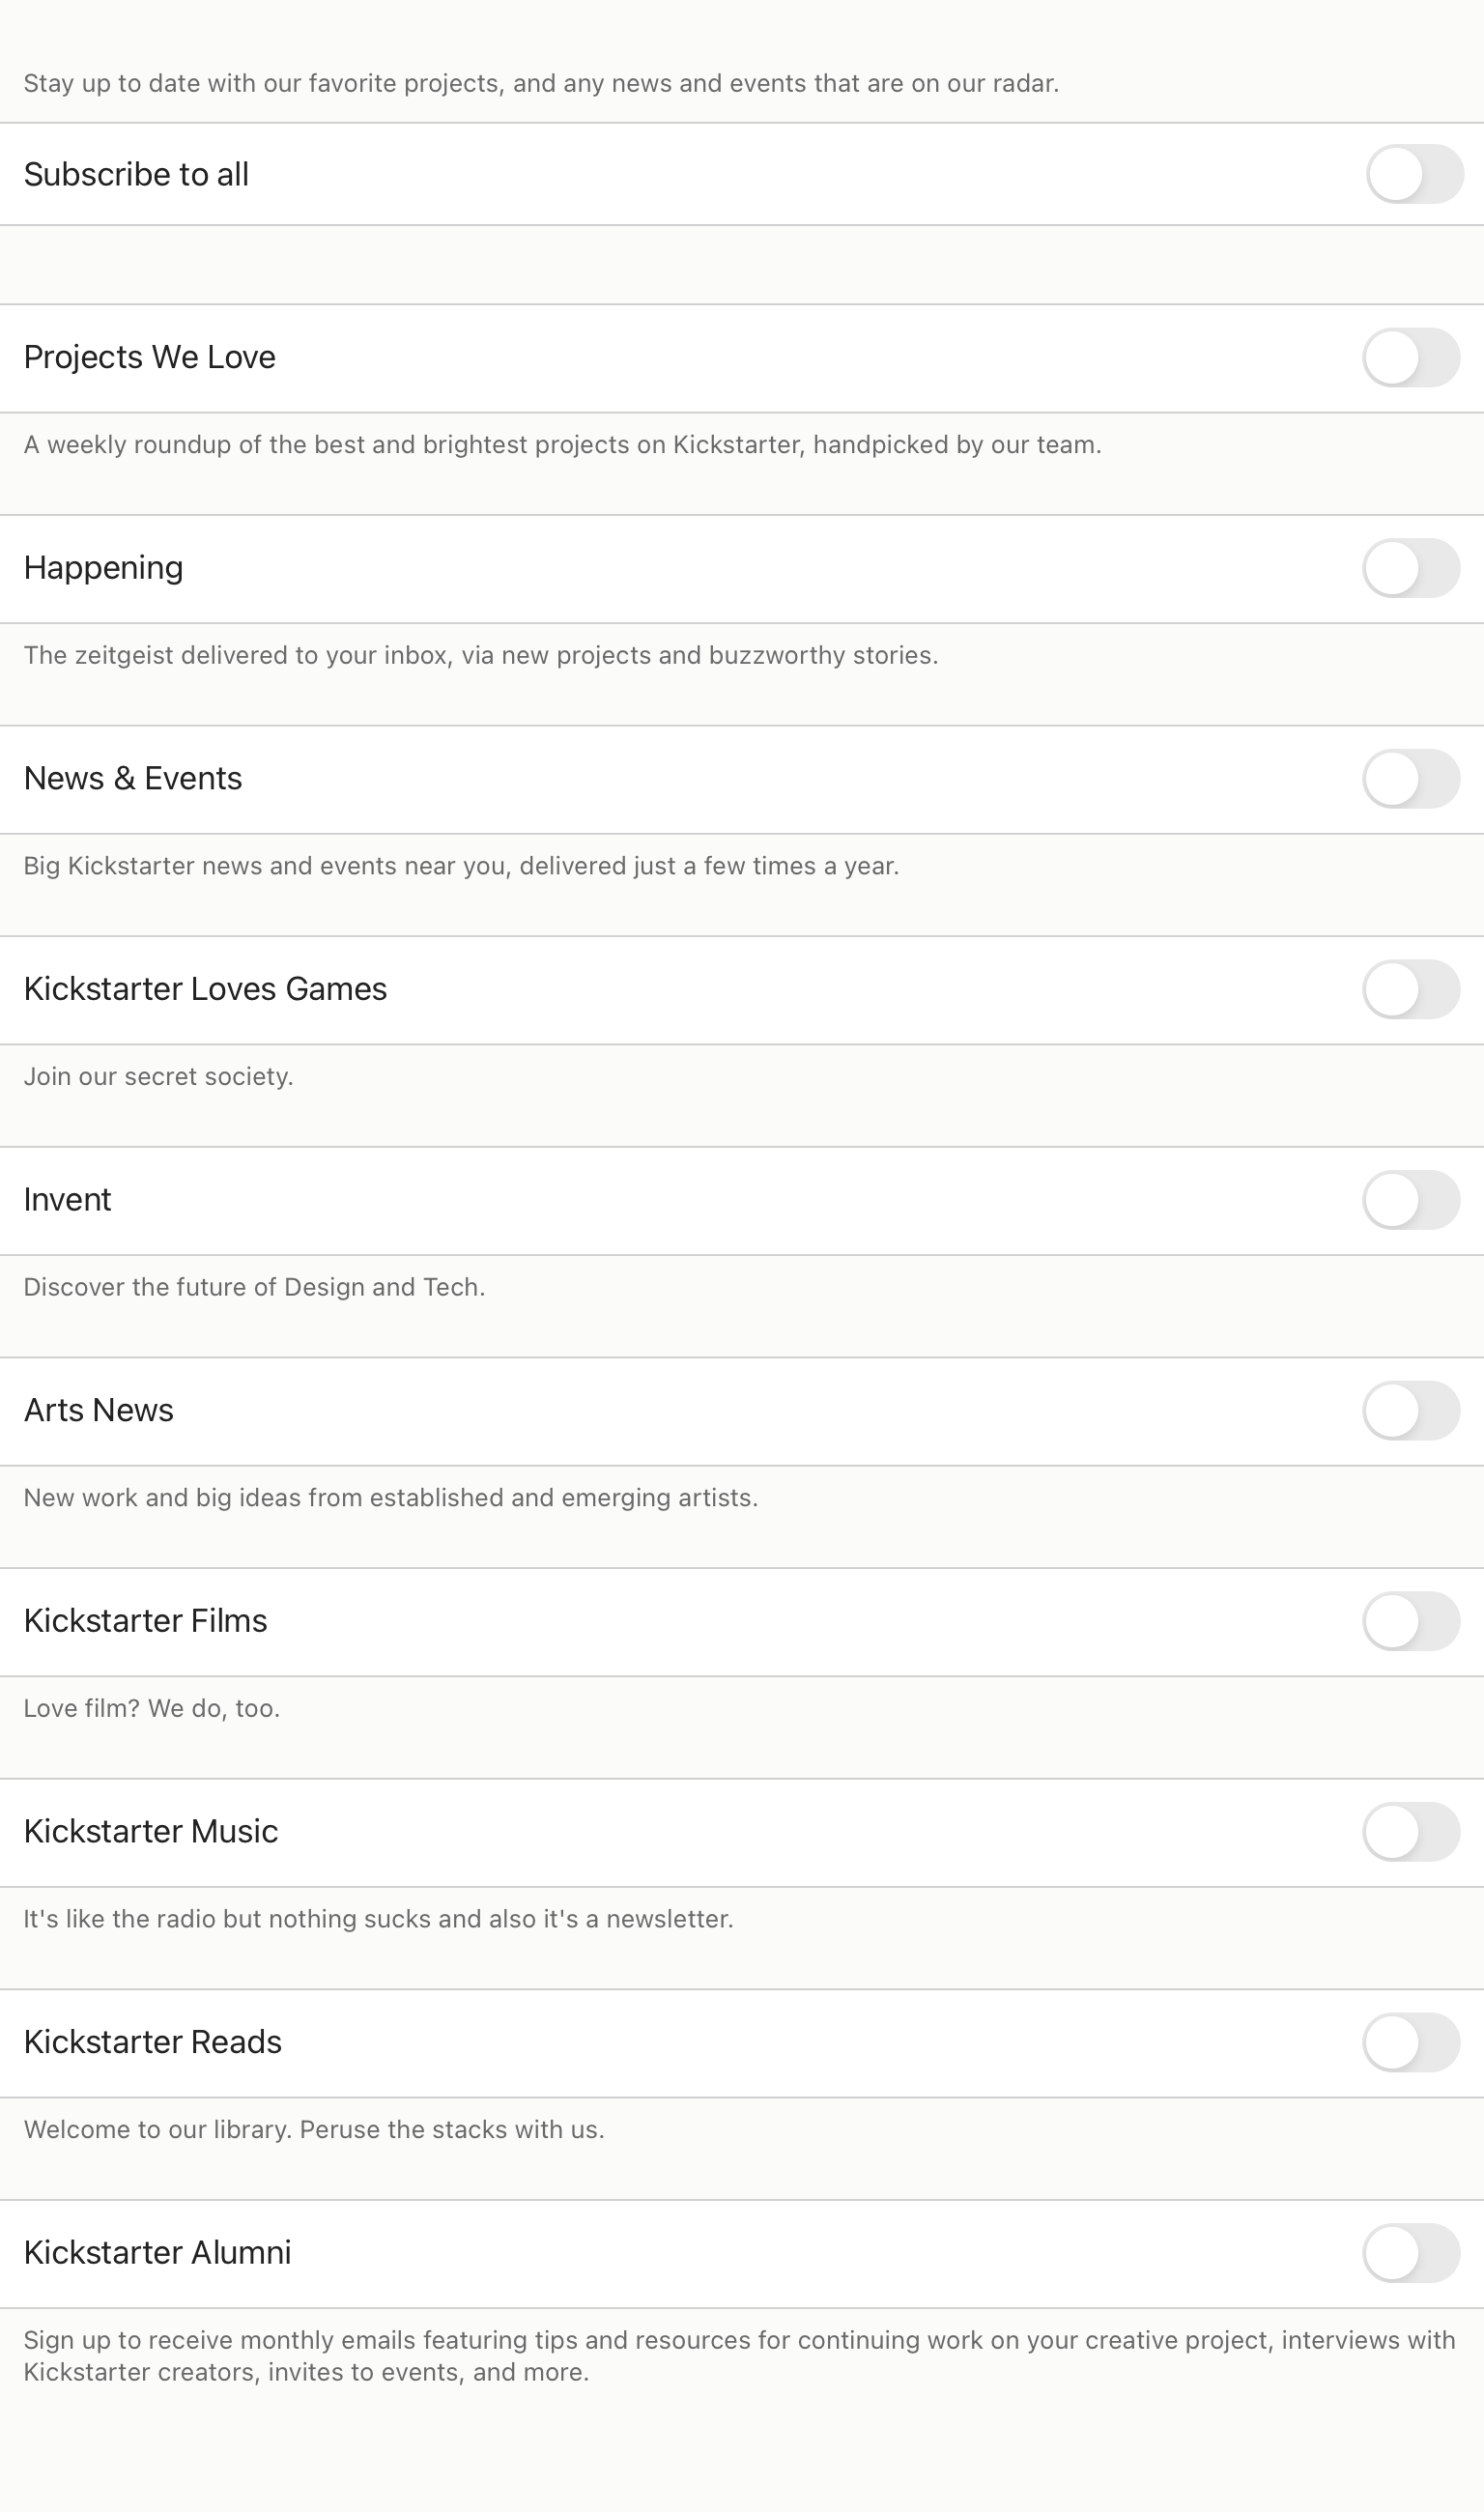 Stay up to date with our favorite projects, and any news and events that are on our radar.
Subscribe to all
Projects We Love
A weekly roundup of the best and brightest projects on Kickstarter, handpicked by our team.
Happening
The zeitgeist delivered to your inbox, via new projects and buzzworthy stories.
News & Events
Big Kickstarter news and events near you, delivered just a few times a year.
Kickstarter Loves Games
Join our secret society.
Invent
Discover the future of Design and Tech.
Arts News
New work and big ideas from established and emerging artists.
Kickstarter Films
Love film? We do, too.
Kickstarter Music
It's like the radio but nothing sucks and also it's a newsletter.
Kickstarter Reads
Welcome to our library. Peruse the stacks with us.
Kickstarter Alumni
Sign up to receive monthly emails featuring tips and resources for continuing work on your creative project, interviews with
Kickstarter creators, invites to events, and more.